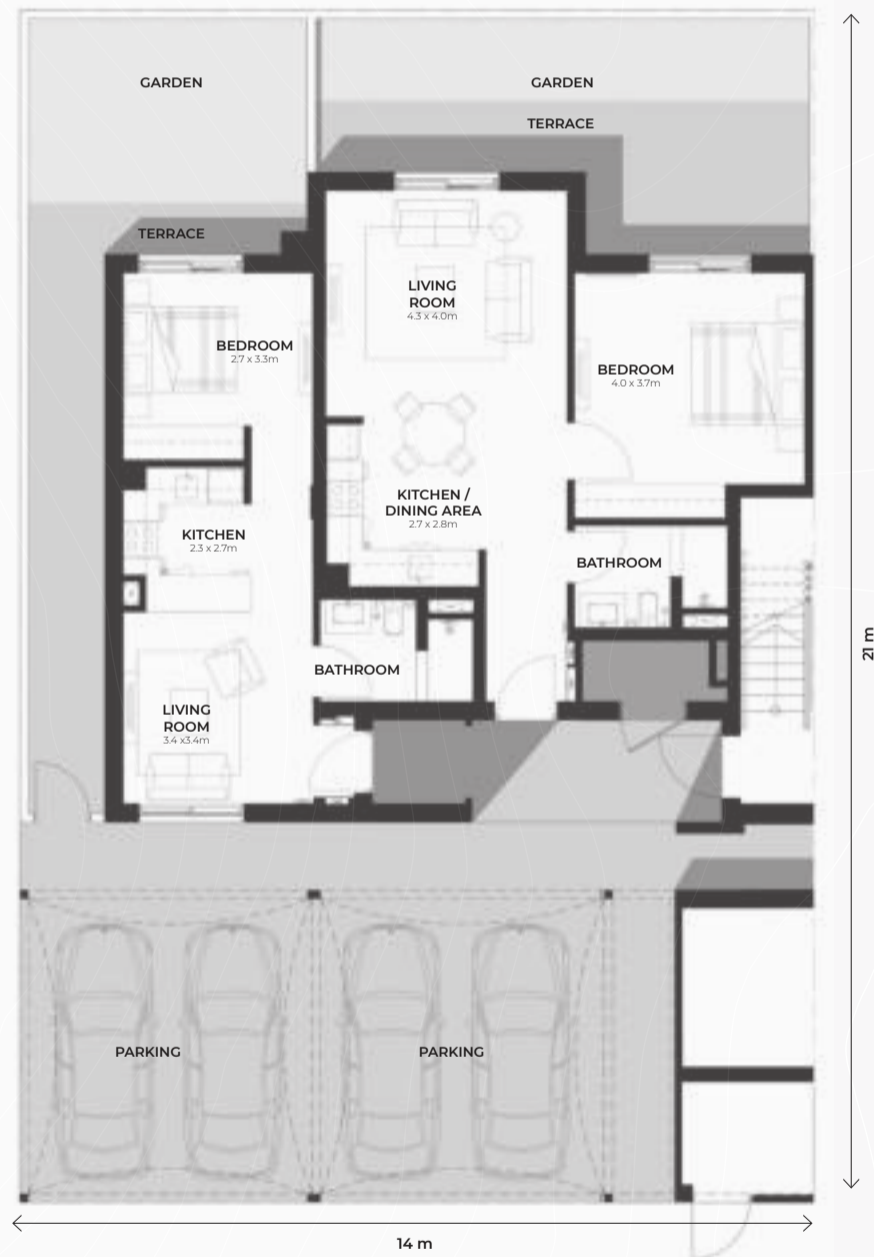 GARDEN
GARDEN
TERRACE
TERRACE
LIVING
ROOM
4.3 x 4.0m
BEDROOM
2.7 x 3.3m
BEDROOM
4.0 x 3.7m
KITCHEN /
DINING AREA
2.7 x 2.8m
KITCHEN
2.3 x 2.7m
BATHROOM
21 m
BATHROOM
LIVING
ROOM
3.4 x3.4m
PARKING
PARKING
14 m